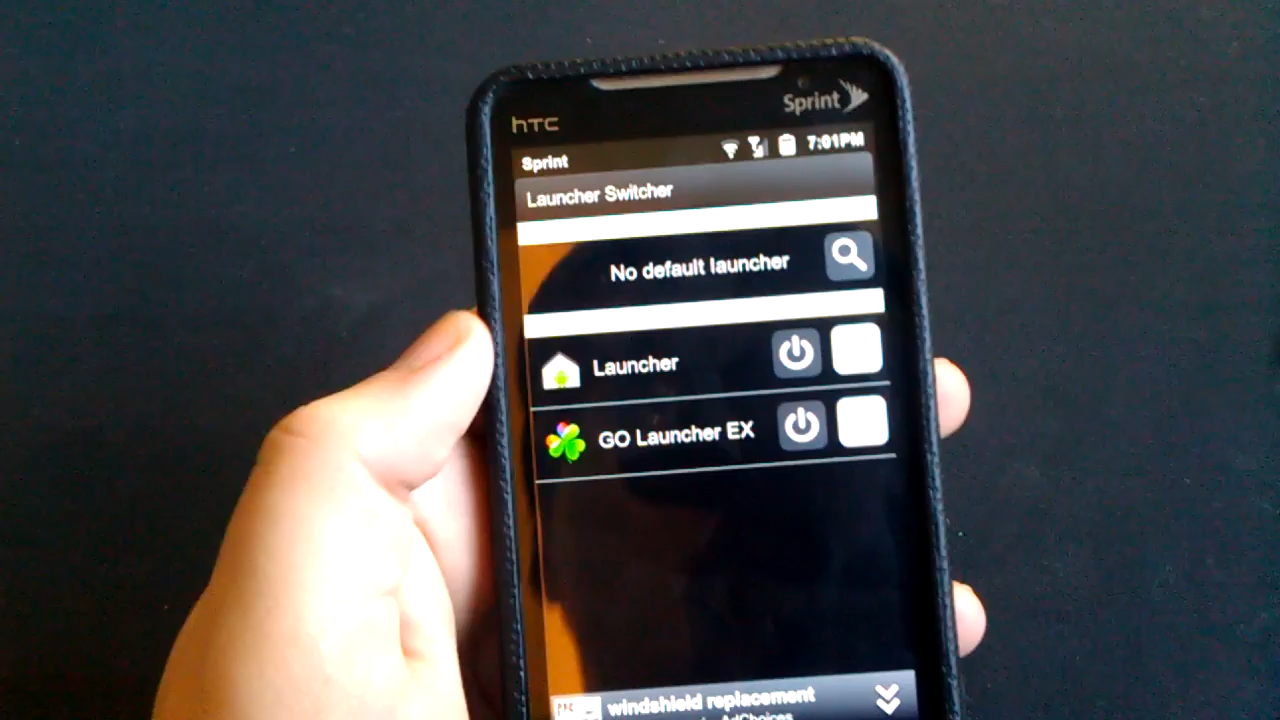 Sprint
hTC
Sprint 7:01PM
Launcher Switcher
No default launcher
Launcher
GO Launcher EX
windshield replacement
AdChoices